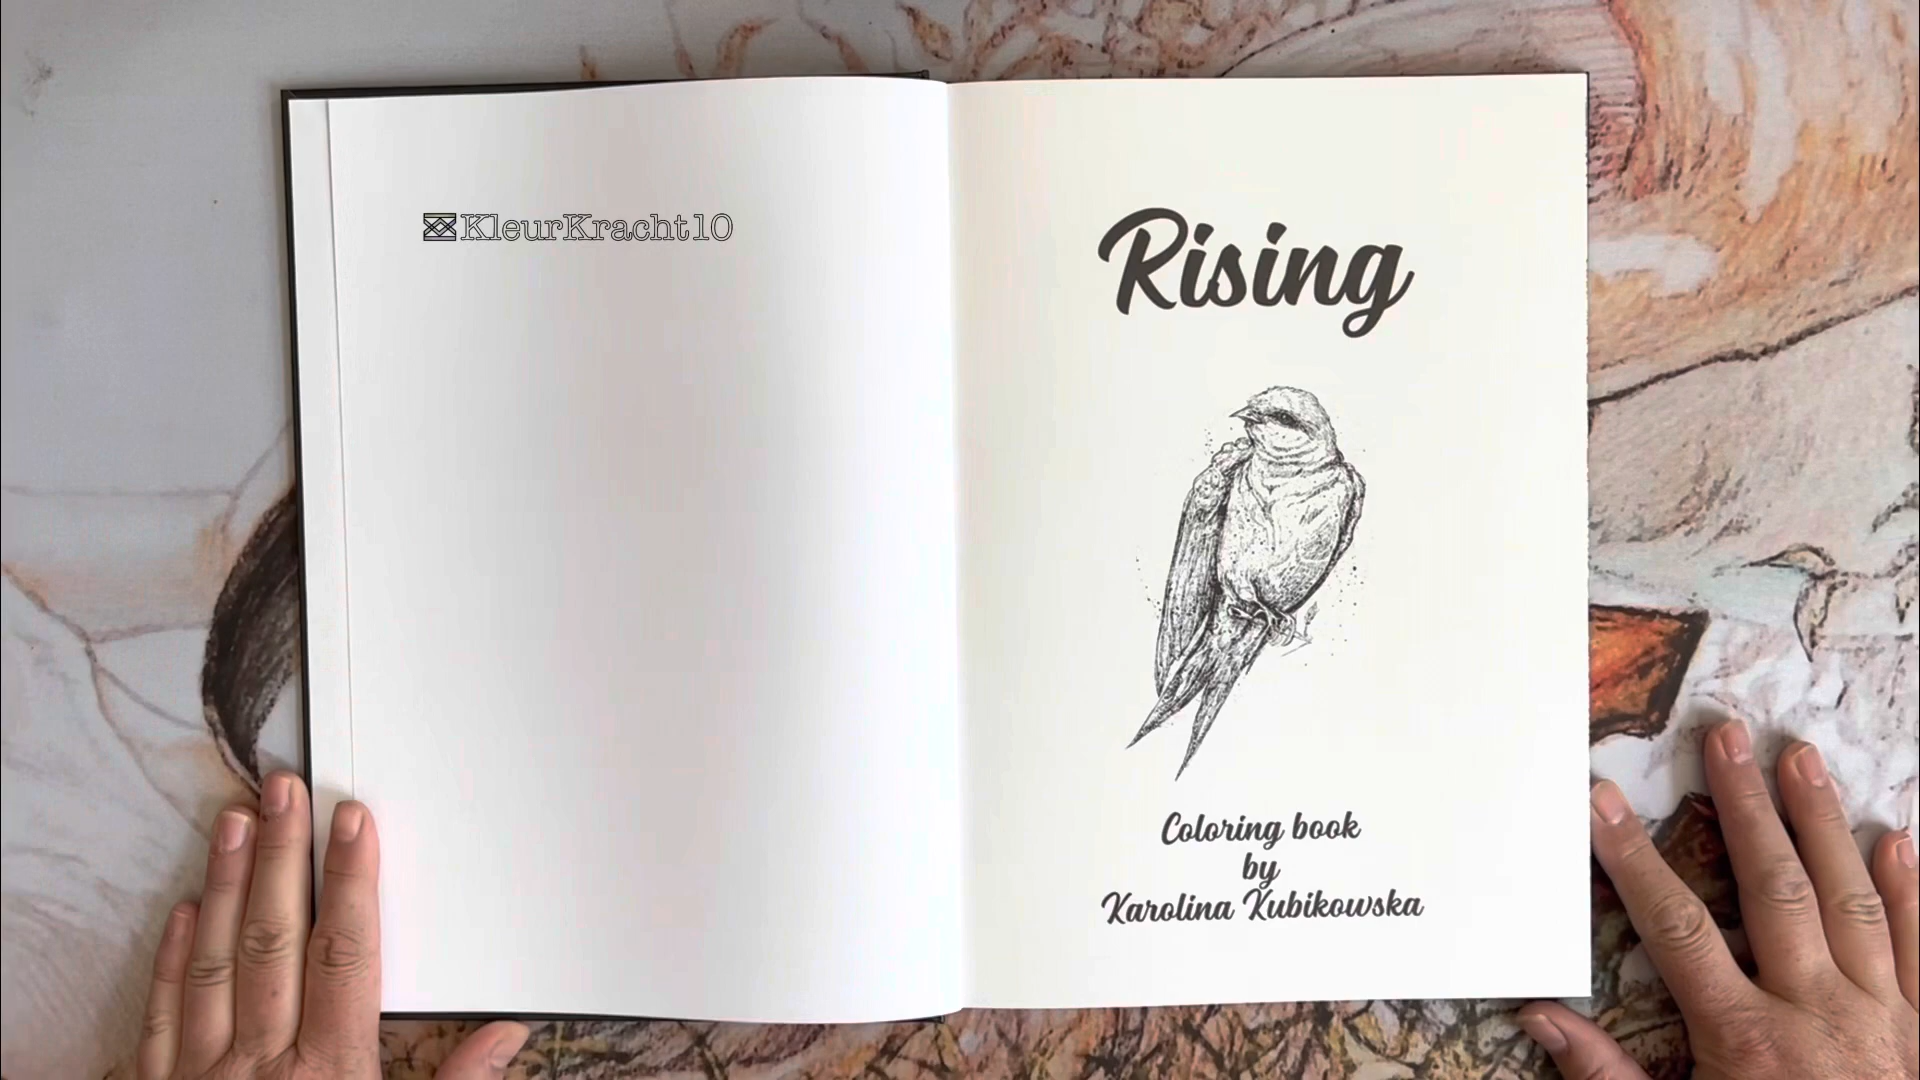 KleurKracht10
Rising
Coloring book
by
Karolina Kubikowska